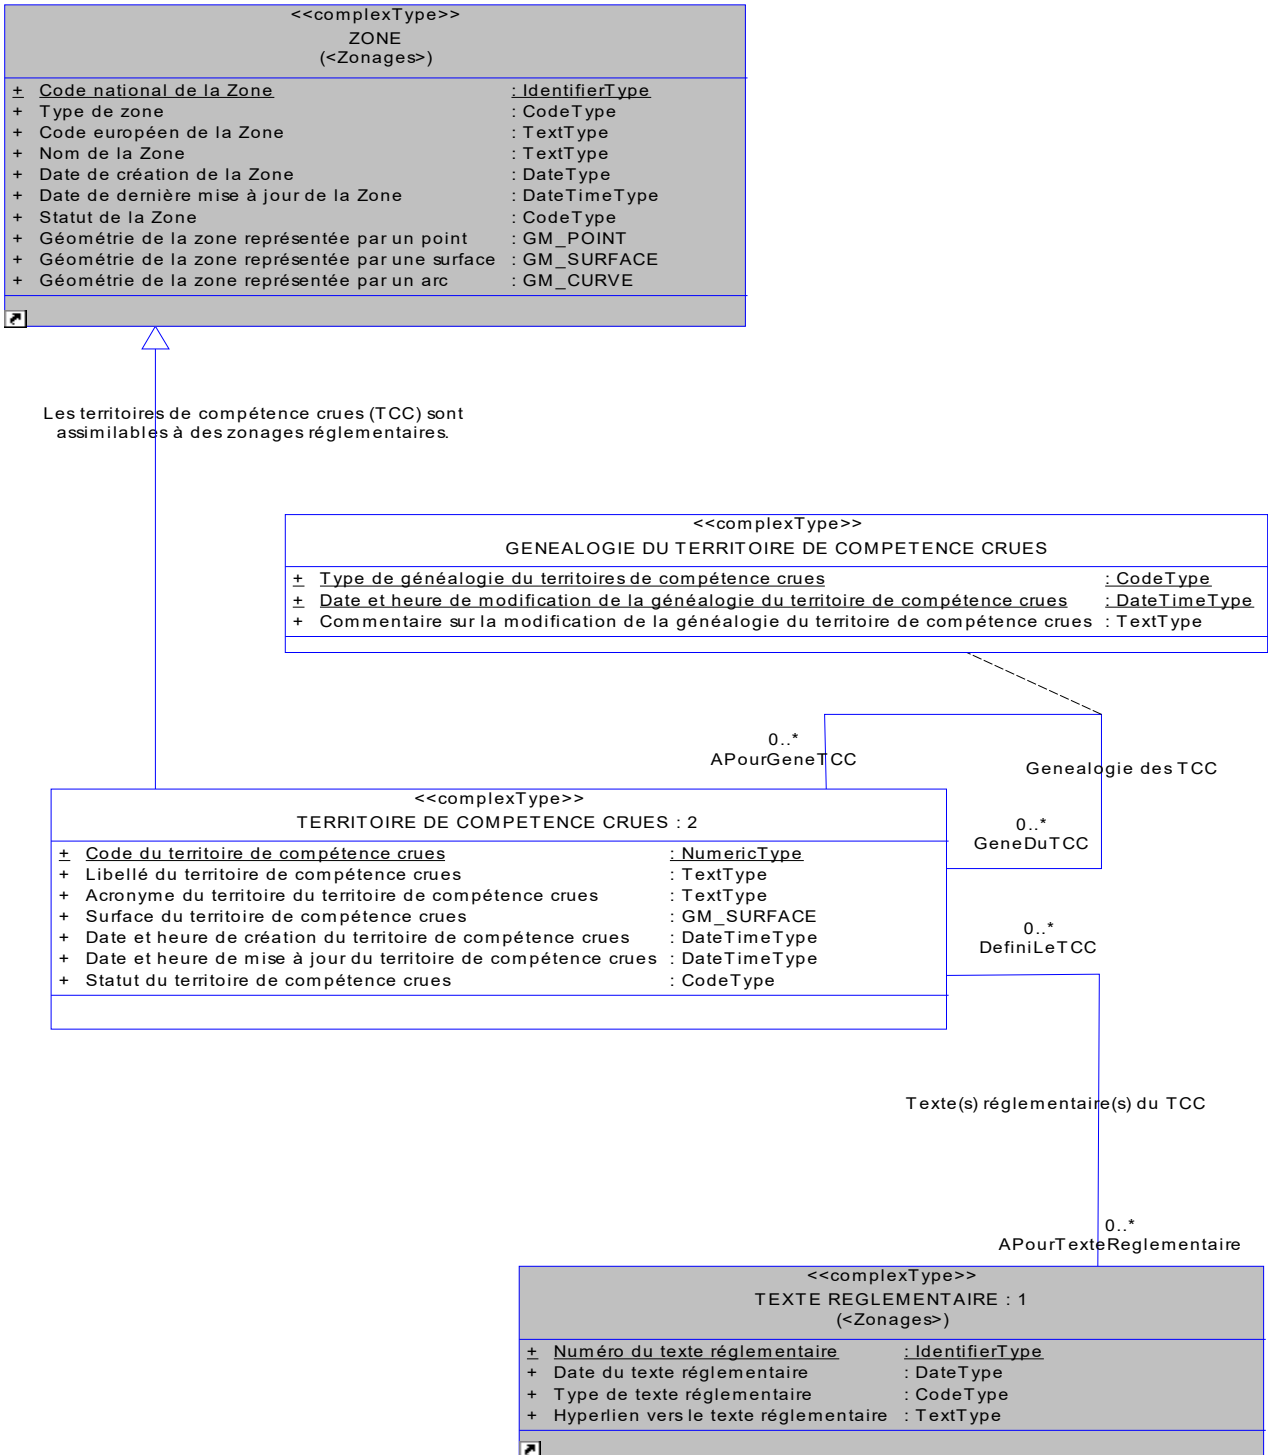 <<complexType>>
ZONE
(<Zonages>)
+ Code national de la Zone : IdentifierType
+ Type de zone : CodeType
+ Code européen de la Zone : TextType
+ Nom de la Zone : TextType
+ Date de création de la Zone : DateType
+ Date de dernière mise à jour de la Zone : DateTimeType
+ Statut de la Zone : CodeType
+ Géométrie de la zone représentée par un point : GM_POINT
+ Géométrie de la zone représentée par une surface : GM_SURFACE
+ Géométrie de la zone représentée par un arc : GM_CURVE
Les territoires de compétence crues (TCC) sont
assimilables à des zonages réglementaires.
<<complexType>>
GENEALOGIE DU TERRITOIRE DE COMPETENCE CRUES
+ Type de généalogie du territoires de compétence crues : CodeType
+ Date et heure de modification de la généalogie du territoire de compétence crues : DateTimeType
+ Commentaire sur la modification de la généalogie du territoire de compétence crues : TextType
0..*
APourGeneTCC
Genealogie des TCC
0..*
GeneDuTCC
<<complexType>>
TERRITOIRE DE COMPETENCE CRUES : 2
+ Code du territoire de compétence crues : NumericType
+ Libellé du territoire de compétence crues : TextType
+ Acronyme du territoire du territoire de compétence crues : TextType
+ Surface du territoire de compétence crues : GM_SURFACE
+ Date et heure de création du territoire de compétence crues : DateTimeType
+ Date et heure de mise à jour du territoire de compétence crues : DateTimeType
+ Statut du territoire de compétence crues : CodeType
0..*
DefiniLeTCC
Texte(s) réglementaire(s) du TCC
0..*
APourTexteReglementaire
<<complexType>>
TEXTE REGLEMENTAIRE : 1
(<Zonages>)
+ Numéro du texte réglementaire : IdentifierType
+ Date du texte réglementaire : DateType
+ Type de texte réglementaire : CodeType
+ Hyperlien vers le texte réglementaire : TextType